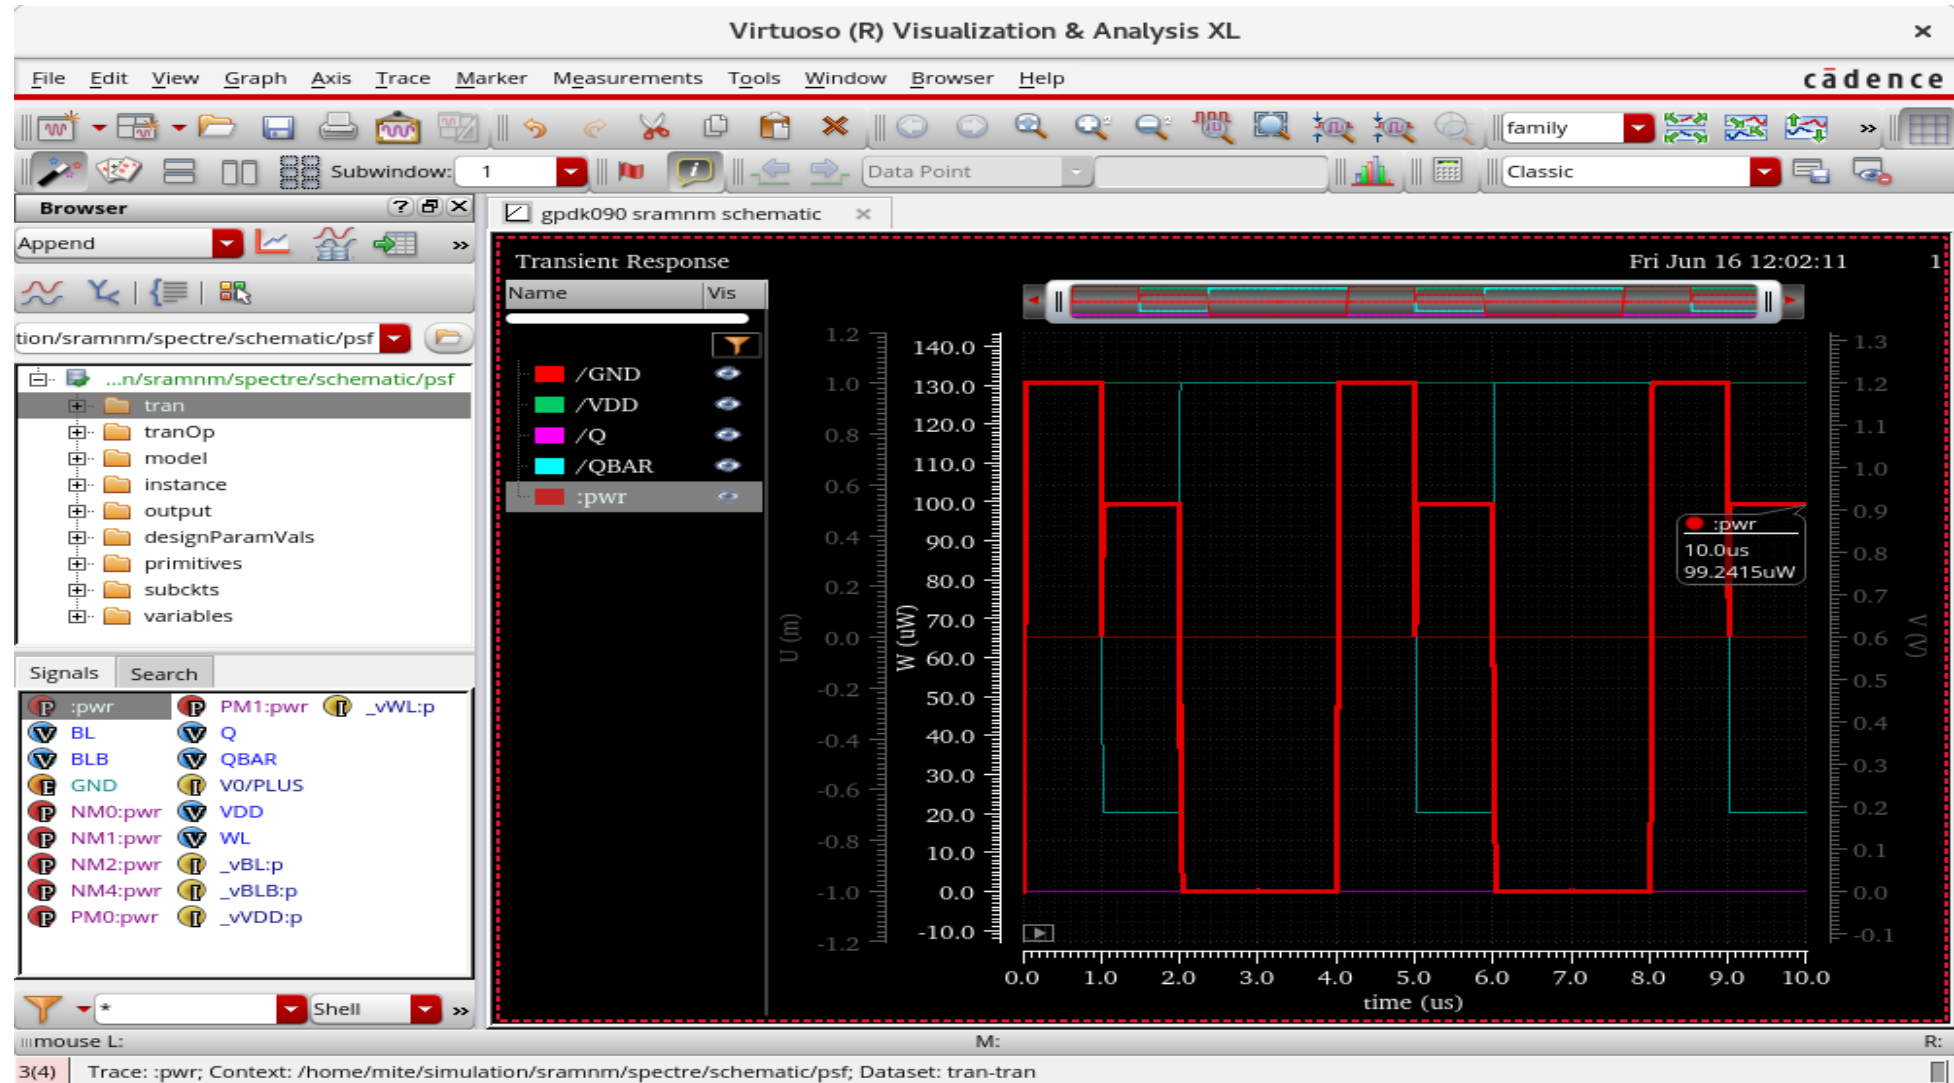 Virtuoso (R) Visualization & Analysis XL
File Edit View Graph Axis Trace Marker Measurements Tools Window Browser Help cādence
family
Subwindow: 1 Data Point Classic
Browser
gpdk090 sramnm schematic
Append
tion/sramnm/spectre/schematic/psf
...n/sramnm/spectre/schematic/psf
tran
tranOp
model
instance
output
designParamVals
primitives
subckts
variables
Signals Search
:pwr PM1:pwr _vWL:p
BL Q
BLB QBAR
GND V0/PLUS
NM0:pwr VDD
NM1:pwr WL
NM2:pwr _vBL:p
NM4:pwr _vBLB:p
PM0:pwr _vVDD:p
* Shell
Transient Response Fri Jun 16 12:02:11 1
Name Vis
/GND
/VDD
/Q
/QBAR
:pwr
1.2
1.0
0.8
0.6
0.4
0.2
0.0
-0.2
-0.4
-0.6
-0.8
-1.0
-1.2
U (m)
140.0
130.0
120.0
110.0
100.0
90.0
80.0
70.0
60.0
50.0
40.0
30.0
20.0
10.0
0.0
-10.0
W (uW)
:pwr
10.0us
99.2415uW
1.3
1.2
1.1
1.0
0.9
0.8
0.7
0.6
0.5
0.4
0.3
0.2
0.1
0.0
-0.1
V (V)
0.0 1.0 2.0 3.0 4.0 5.0 6.0 7.0 8.0 9.0 10.0
time (us)
mouse L: M: R:
3(4) Trace: :pwr; Context: /home/mite/simulation/sramnm/spectre/schematic/psf; Dataset: tran-tran